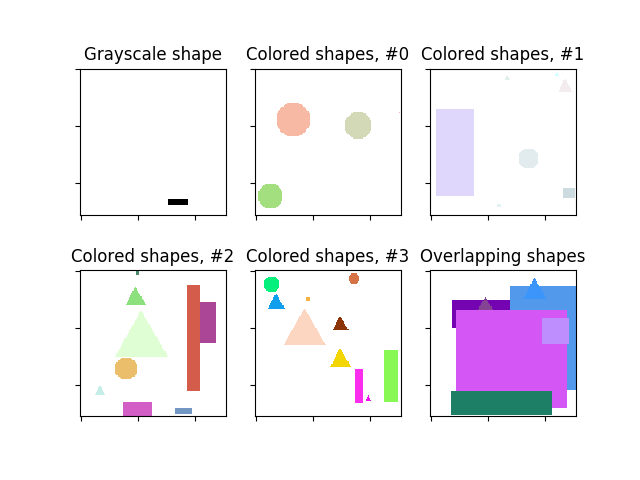 Grayscale shape
Colored shapes, #0
Colored shapes, #1
Colored shapes, #2
Colored shapes, #3
Overlapping shapes